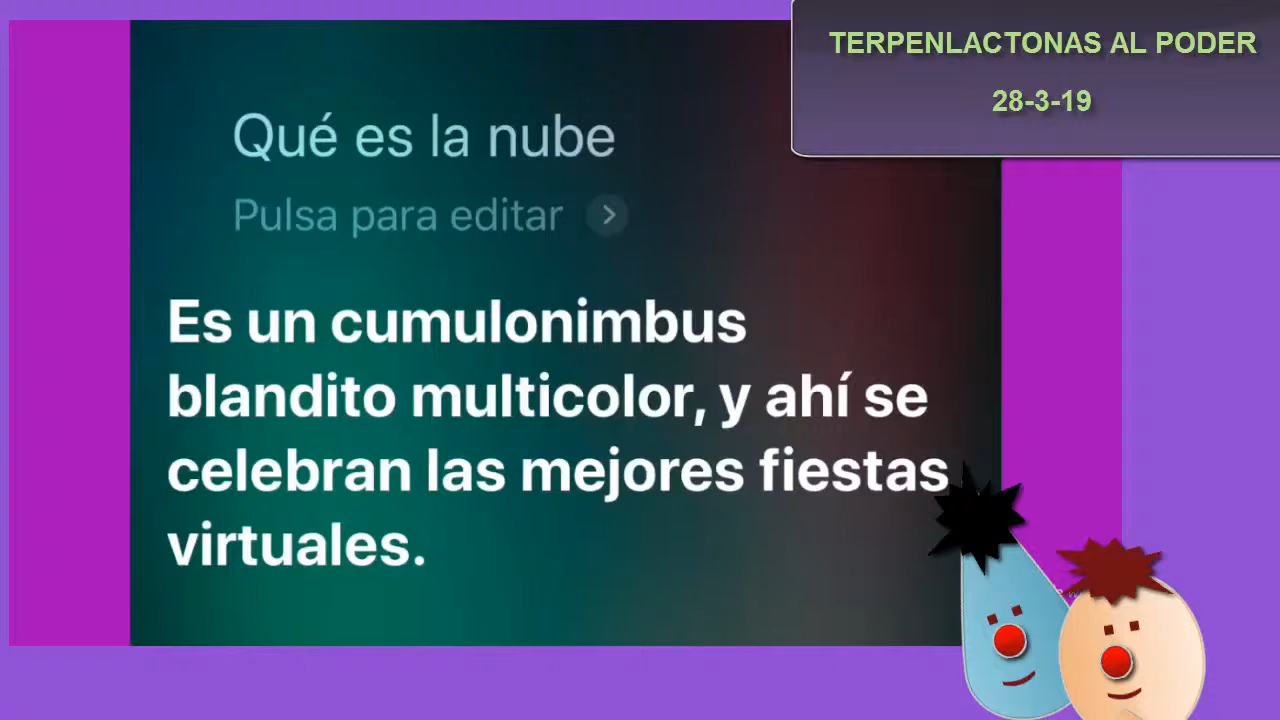 TERPENLACTONAS AL PODER
28-3-19
Qué es la nube
Pulsa para editar
Es un cumulonimbus
blandito multicolor, y ahí se
celebran las mejores fiestas
virtuales.